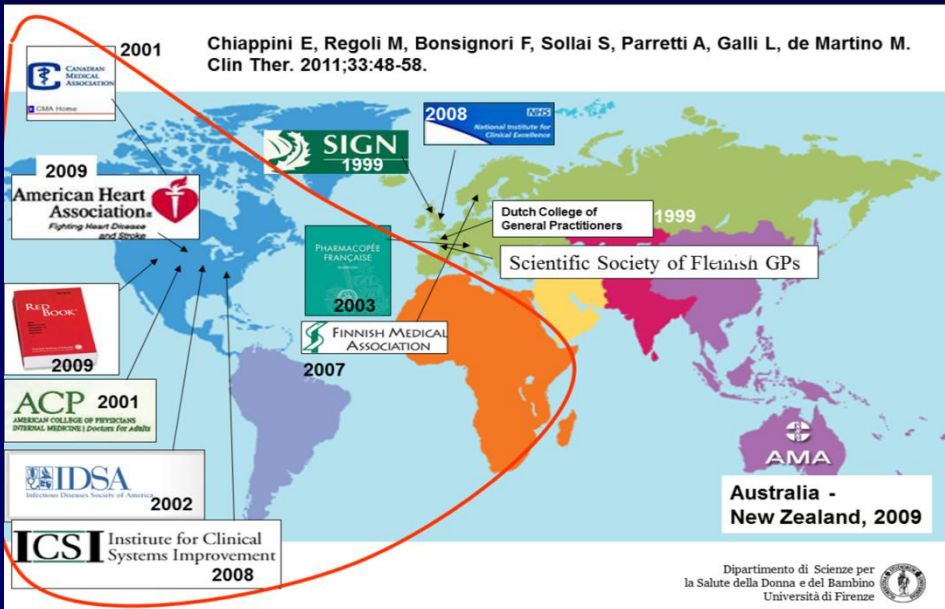 2001
Chiappini E, Regoli M, Bonsignori F, Sollai S, Parretti A, Galli L, de Martino M.
Clin Ther. 2011;33:48-58.
CANADIAN
MEDICAL
ASSOCIATION
CMA Home
SIGN
1999
2008
NHS
National Institute for
Clinical Excellence
2009
American Heart
Association®
Fighting Heart Disease
and Stroke
Dutch College of
General Practitioners
1999
Scientific Society of Flemish GPs
PHARMACOPÉE
FRANÇAISE
2003
FINNISH MEDICAL
ASSOCIATION
2007
RED
BOOK
2009
ACP 2001
AMERICAN COLLEGE OF PHYSICIANS
INTERNAL MEDICINE | Doctors for Adults
IDSA
Infectious Diseases Society of America
2002
ICSI
Institute for Clinical
Systems Improvement
2008
AMA
Australia -
New Zealand, 2009
Dipartimento di Scienze per
la Salute della Donna e del Bambino
Università di Firenze